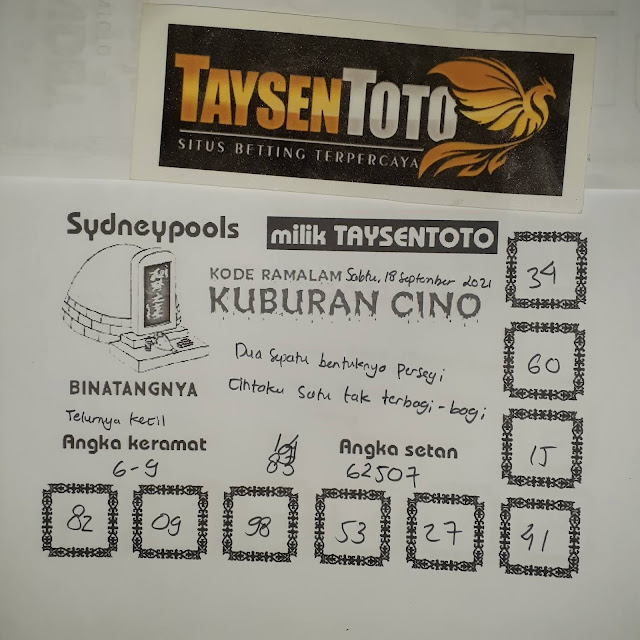 TAYSENTOTO
SITUS BETTING TERPERCAYA
Sydneypools
milik TAYSENTOTO
KODE RAMALAM Sabtu, 18 September 2021
KUBURAN CINO
34
60
15
Dua Sepatu bentuknya Persegi
Cintaku Satu tak terbagi-bagi
BINATANGNYA
Telurnya kecil
Angka keramat
6-9
Angka setan
62507
82
09
98
53
27
41